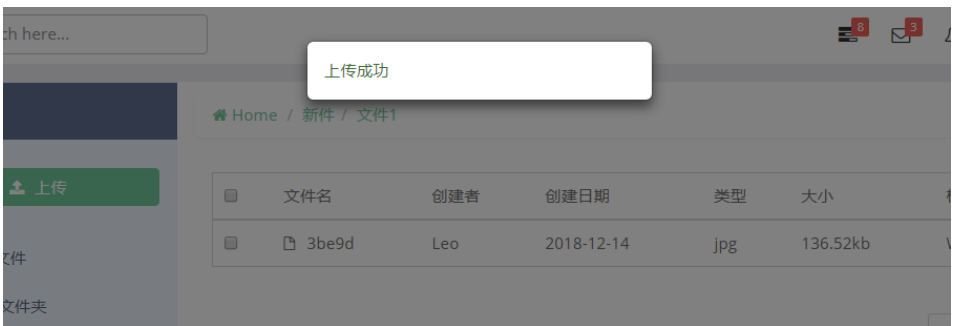 ch here...
8
3
上传成功
Home / 新件 / 文件1
上传
文件名 创建者 创建日期 类型 大小
3be9d Leo 2018-12-14 jpg 136.52kb
文件
文件夹